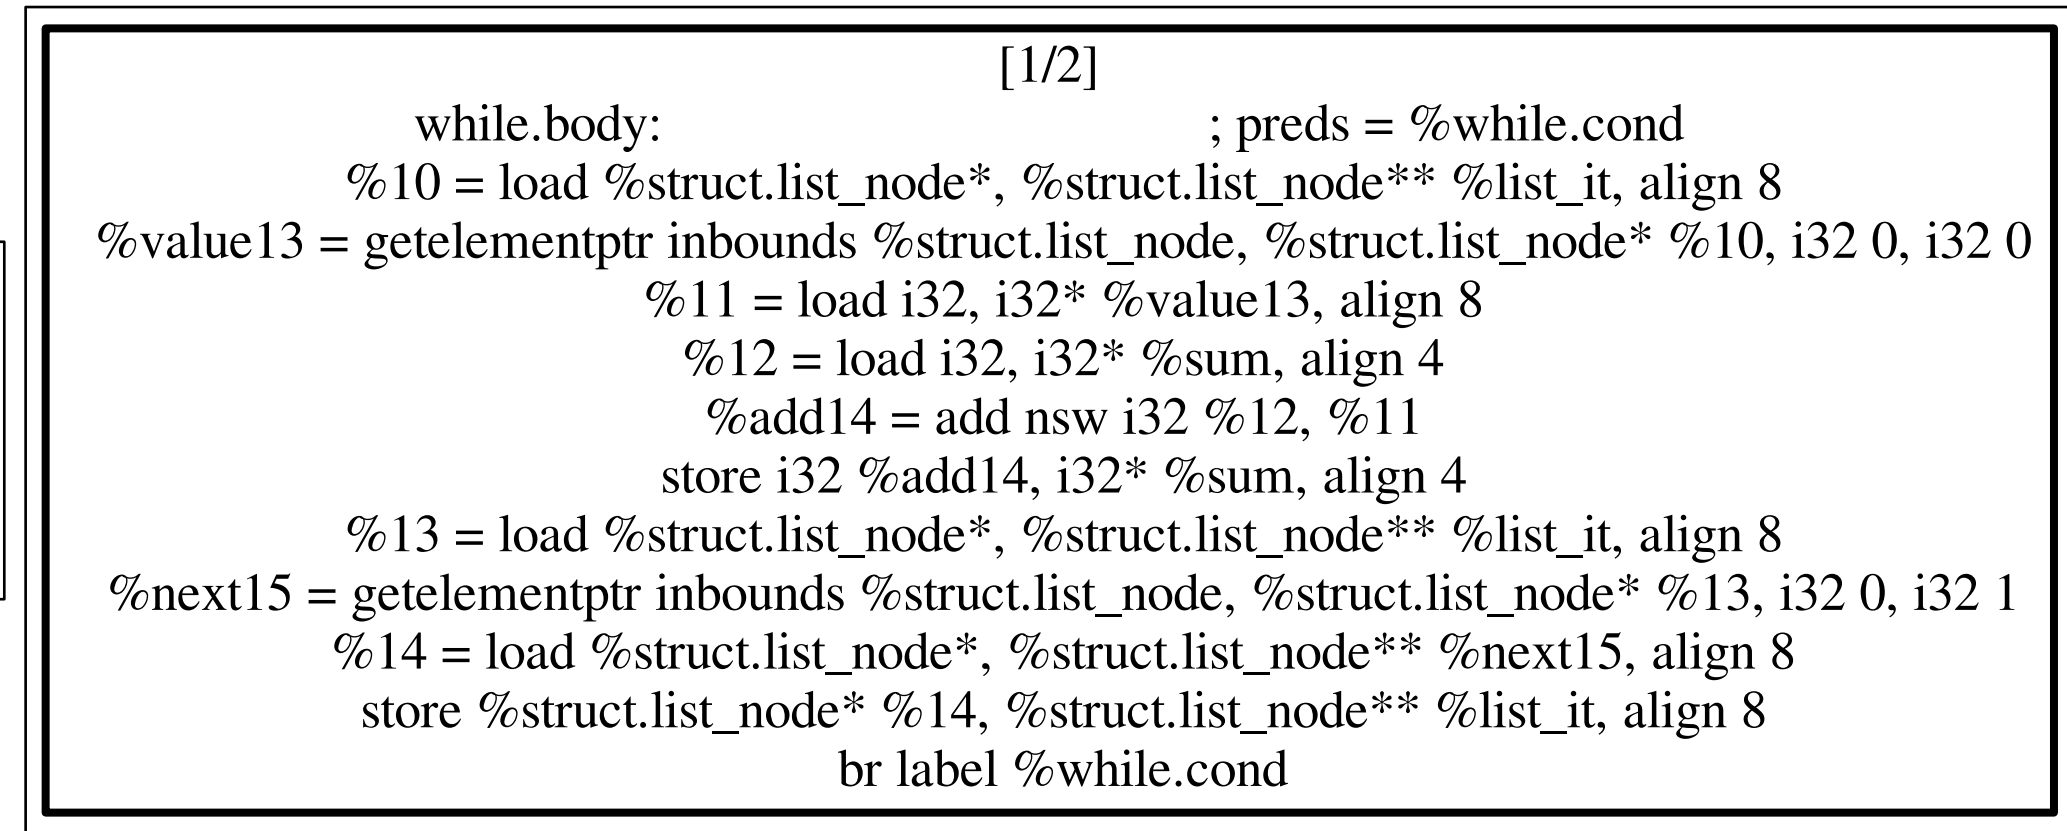 [1/2]
while.body: ; preds = %while.cond
%10 = load %struct.list_node*, %struct.list_node** %list_it, align 8
%value13 = getelementptr inbounds %struct.list_node, %struct.list_node* %10, i32 0, i32 0
%11 = load i32, i32* %value13, align 8
%12 = load i32, i32* %sum, align 4
%add14 = add nsw i32 %12, %11
store i32 %add14, i32* %sum, align 4
%13 = load %struct.list_node*, %struct.list_node** %list_it, align 8
%next15 = getelementptr inbounds %struct.list_node, %struct.list_node* %13, i32 0, i32 1
%14 = load %struct.list_node*, %struct.list_node** %next15, align 8
store %struct.list_node* %14, %struct.list_node** %list_it, align 8
br label %while.cond